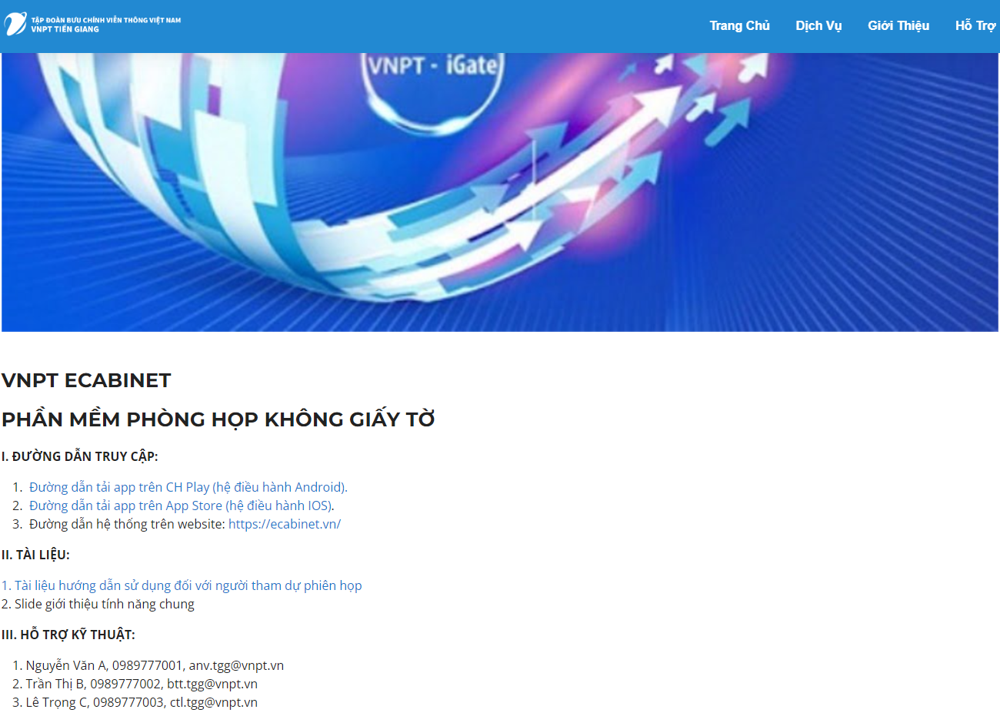 TẬP ĐOÀN BƯU CHÍNH VIỄN THÔNG VIỆT NAM
VNPT TIỀN GIANG
Trang Chủ Dịch Vụ Giới Thiệu Hỗ Trợ
VNPT - iGate
VNPT ECABINET
PHẦN MỀM PHÒNG HỌP KHÔNG GIẤY TỜ
I. ĐƯỜNG DẪN TRUY CẬP:
1. Đường dẫn tải app trên CH Play (hệ điều hành Android).
2. Đường dẫn tải app trên App Store (hệ điều hành IOS).
3. Đường dẫn hệ thống trên website: https://ecabinet.vn/
II. TÀI LIỆU:
1. Tài liệu hướng dẫn sử dụng đối với người tham dự phiên họp
2. Slide giới thiệu tính năng chung
III. HỖ TRỢ KỸ THUẬT:
1. Nguyễn Văn A, 0989777001, anv.tgg@vnpt.vn
2. Trần Thị B, 0989777002, btt.tgg@vnpt.vn
3. Lê Trọng C, 0989777003, ctl.tgg@vnpt.vn